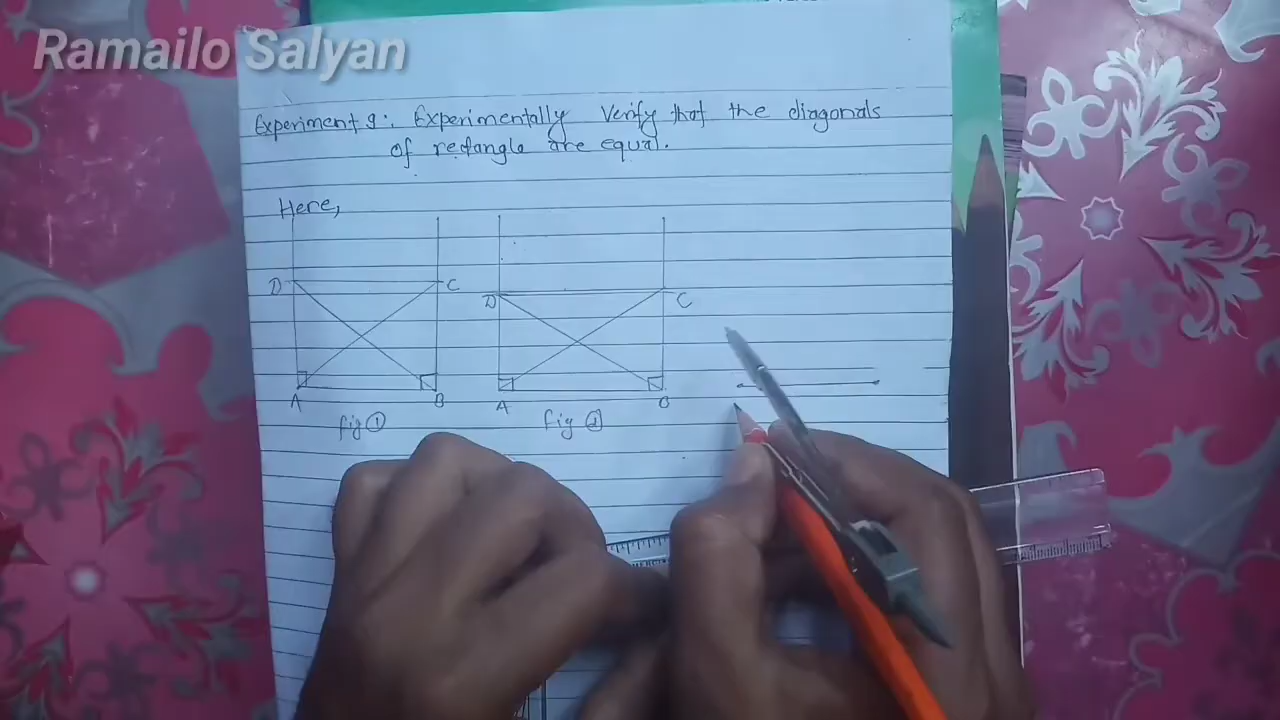 Ramailo Salyan
Experiment 9: Experimentally Verify that the diagonals
of rectangle are equal.
Here,
D C D C
A B A B
fig ① fig ②